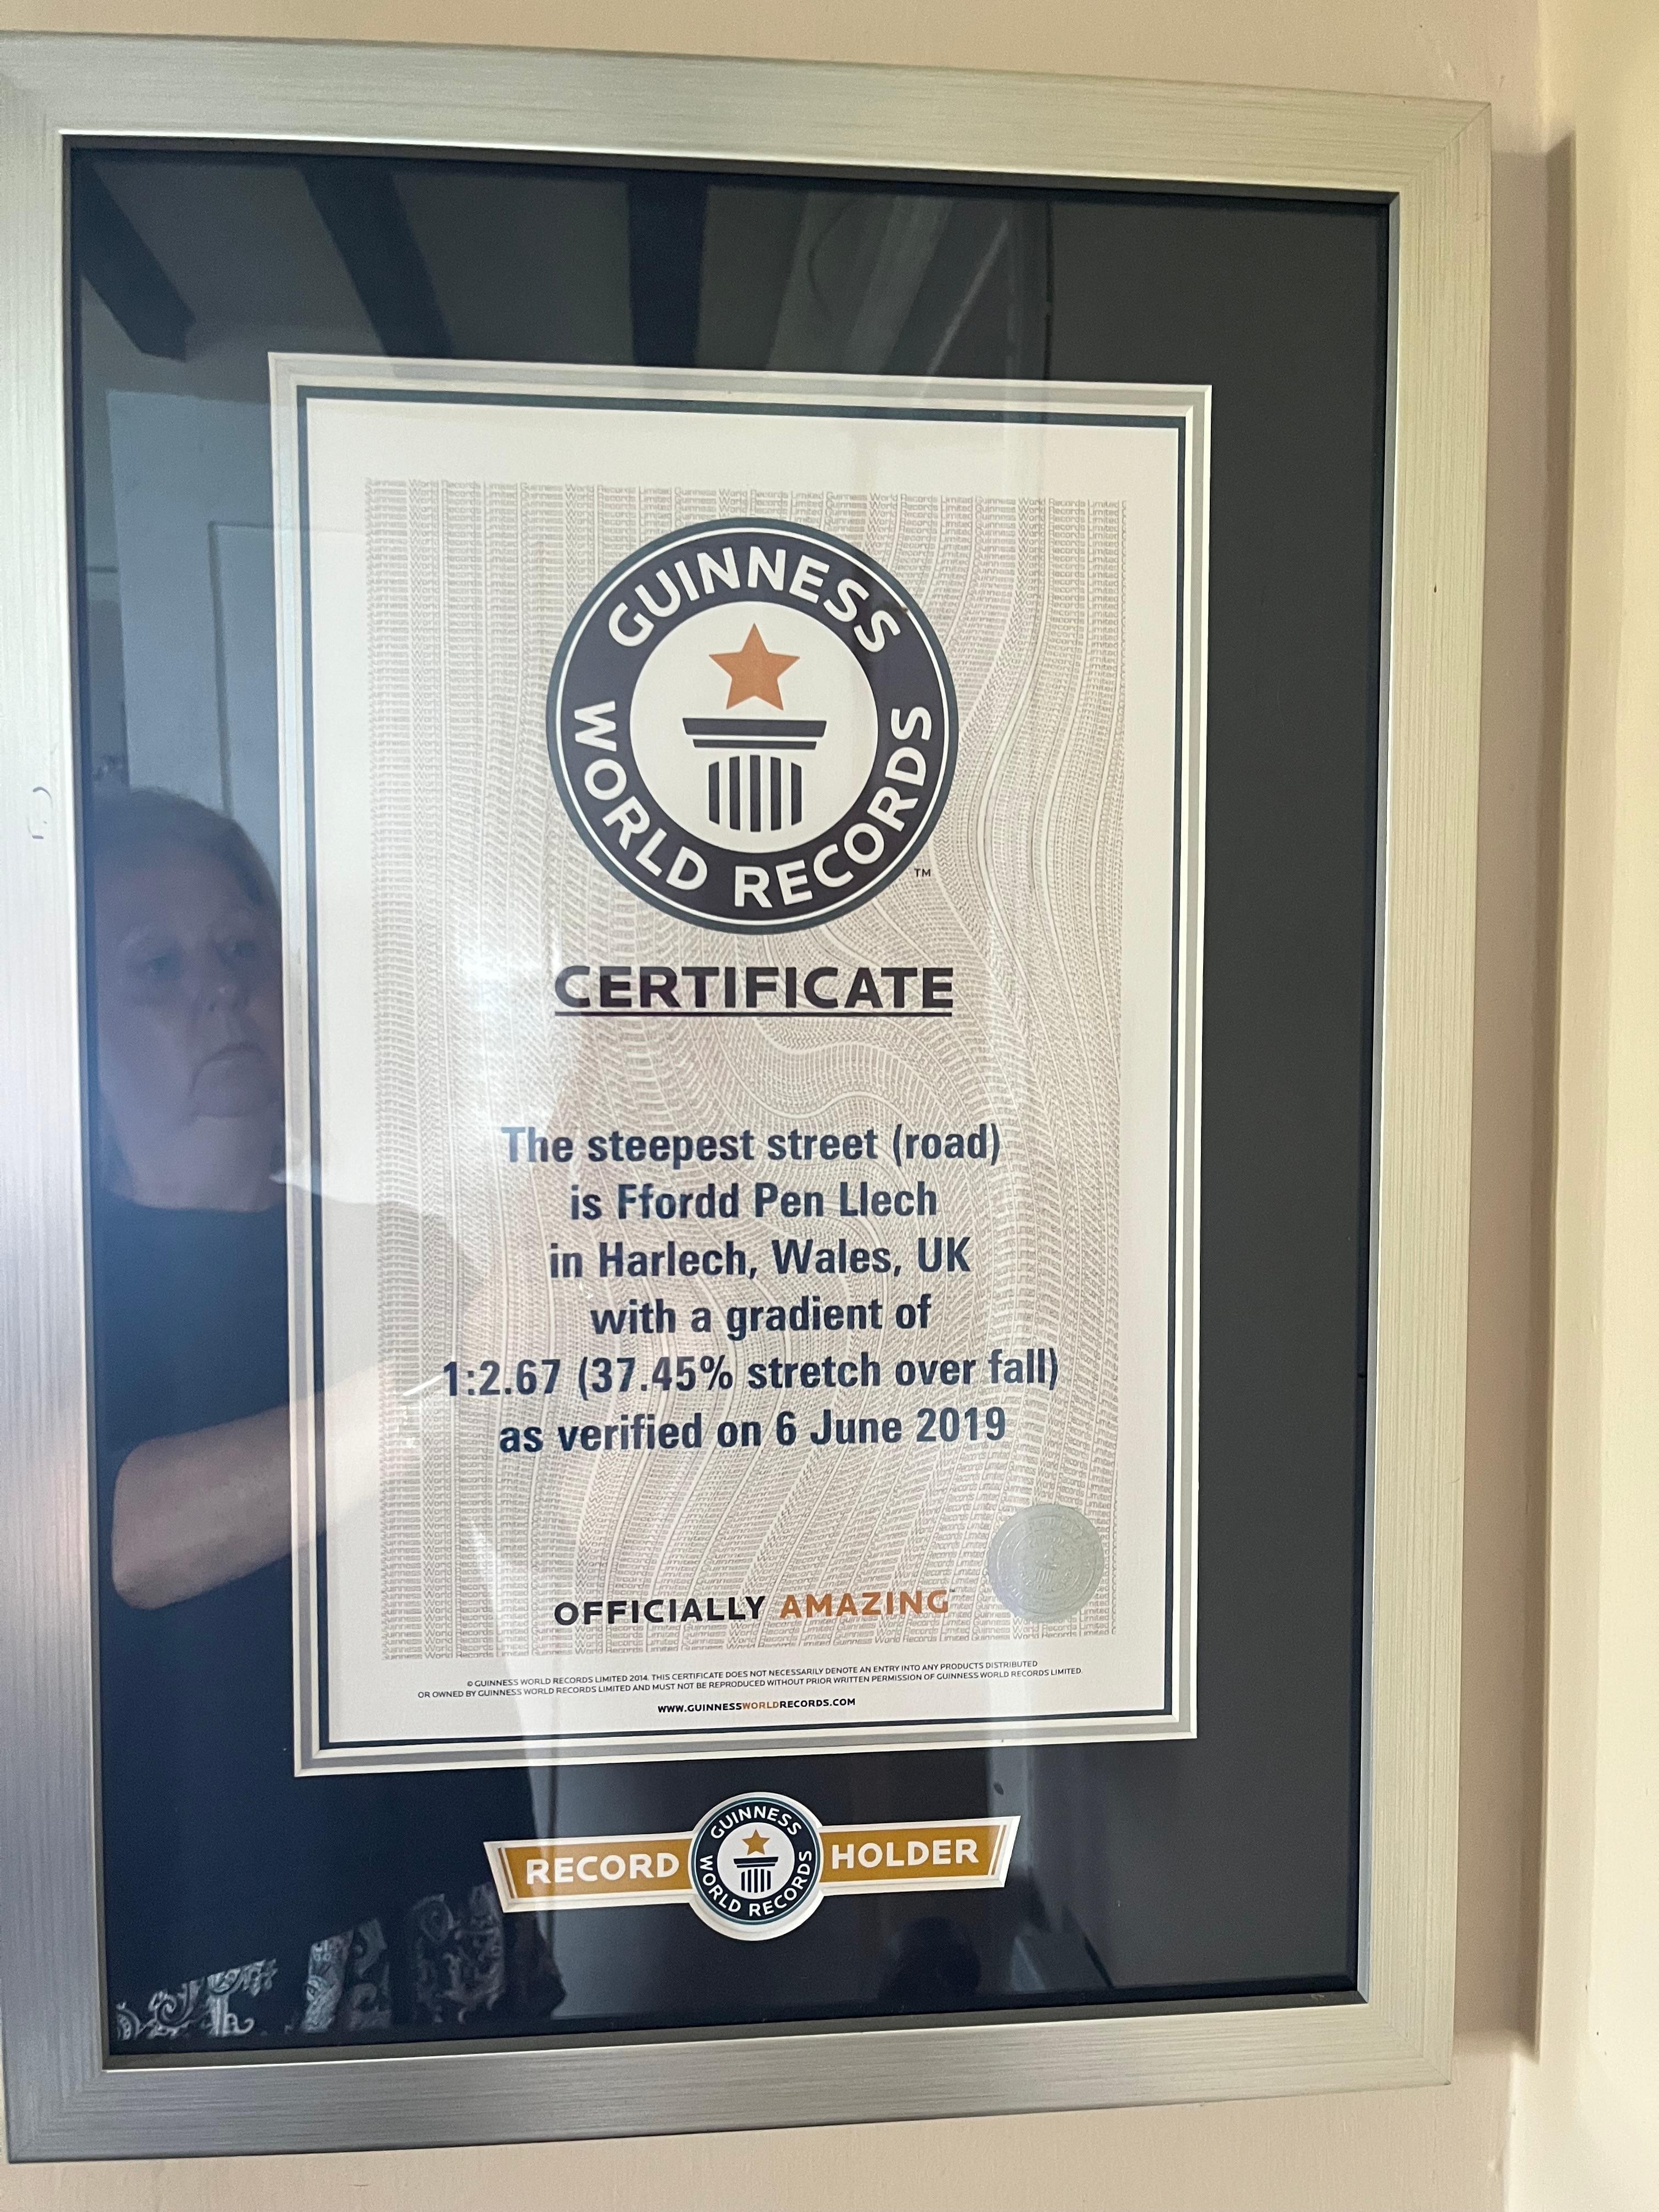 GUINNESS
WORLD RECORDS
TM
CERTIFICATE
The steepest street (road)
is Ffordd Pen Llech
in Harlech, Wales, UK
with a gradient of
1:2.67 (37.45% stretch over fall)
as verified on 6 June 2019
OFFICIALLY AMAZING™
© GUINNESS WORLD RECORDS LIMITED 2014. THIS CERTIFICATE DOES NOT NECESSARILY DENOTE AN ENTRY INTO ANY PRODUCTS DISTRIBUTED
OR OWNED BY GUINNESS WORLD RECORDS LIMITED AND MUST NOT BE REPRODUCED WITHOUT PRIOR WRITTEN PERMISSION OF GUINNESS WORLD RECORDS LIMITED.
WWW.GUINNESSWORLDRECORDS.COM
RECORD
GUINNESS
WORLD RECORDS
HOLDER